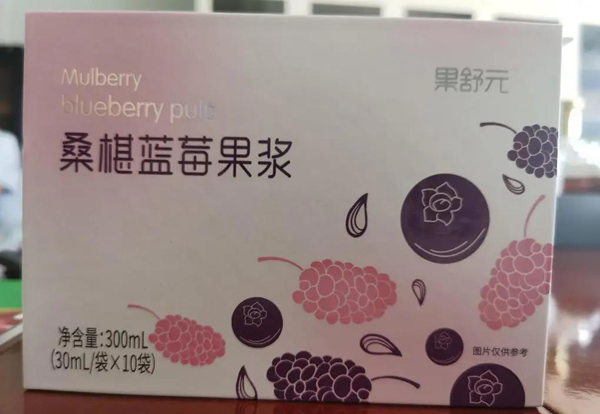 Mulberry
果舒元
blueberry pulp
桑椹蓝莓果浆
净含量:300mL
(30mL/袋×10袋)
图片仅供参考